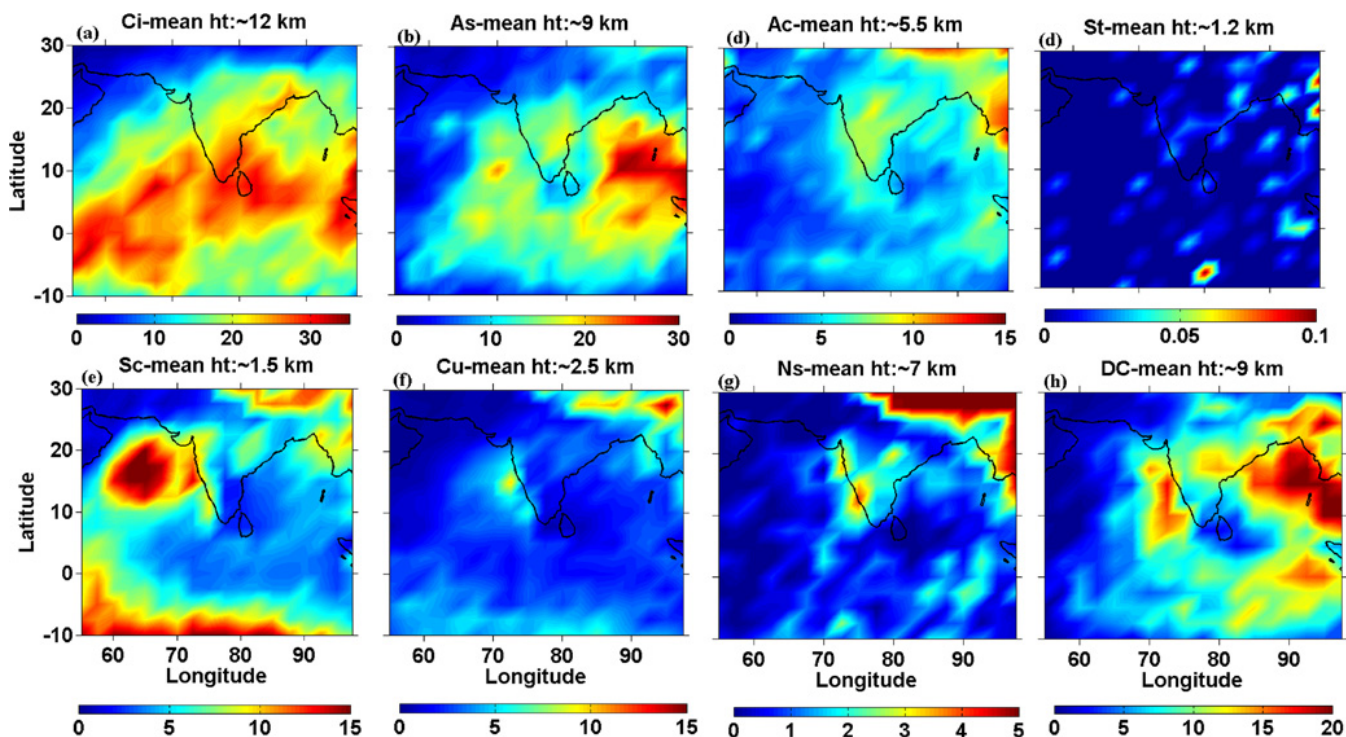 Ci-mean ht:~12 km
As-mean ht:~9 km
Ac-mean ht:~5.5 km
St-mean ht:~1.2 km
(a)
(b)
(d)
(d)
Latitude
30
20
10
0
-10
0 10 20 30
0 10 20 30
0 5 10 15
0 0.05 0.1
Sc-mean ht:~1.5 km
Cu-mean ht:~2.5 km
Ns-mean ht:~7 km
DC-mean ht:~9 km
(e)
(f)
(g)
(h)
Latitude
30
20
10
0
-10
60 70 80 90
60 70 80 90
60 70 80 90
60 70 80 90
Longitude
Longitude
Longitude
Longitude
0 5 10 15
0 5 10 15
0 1 2 3 4 5
0 5 10 15 20